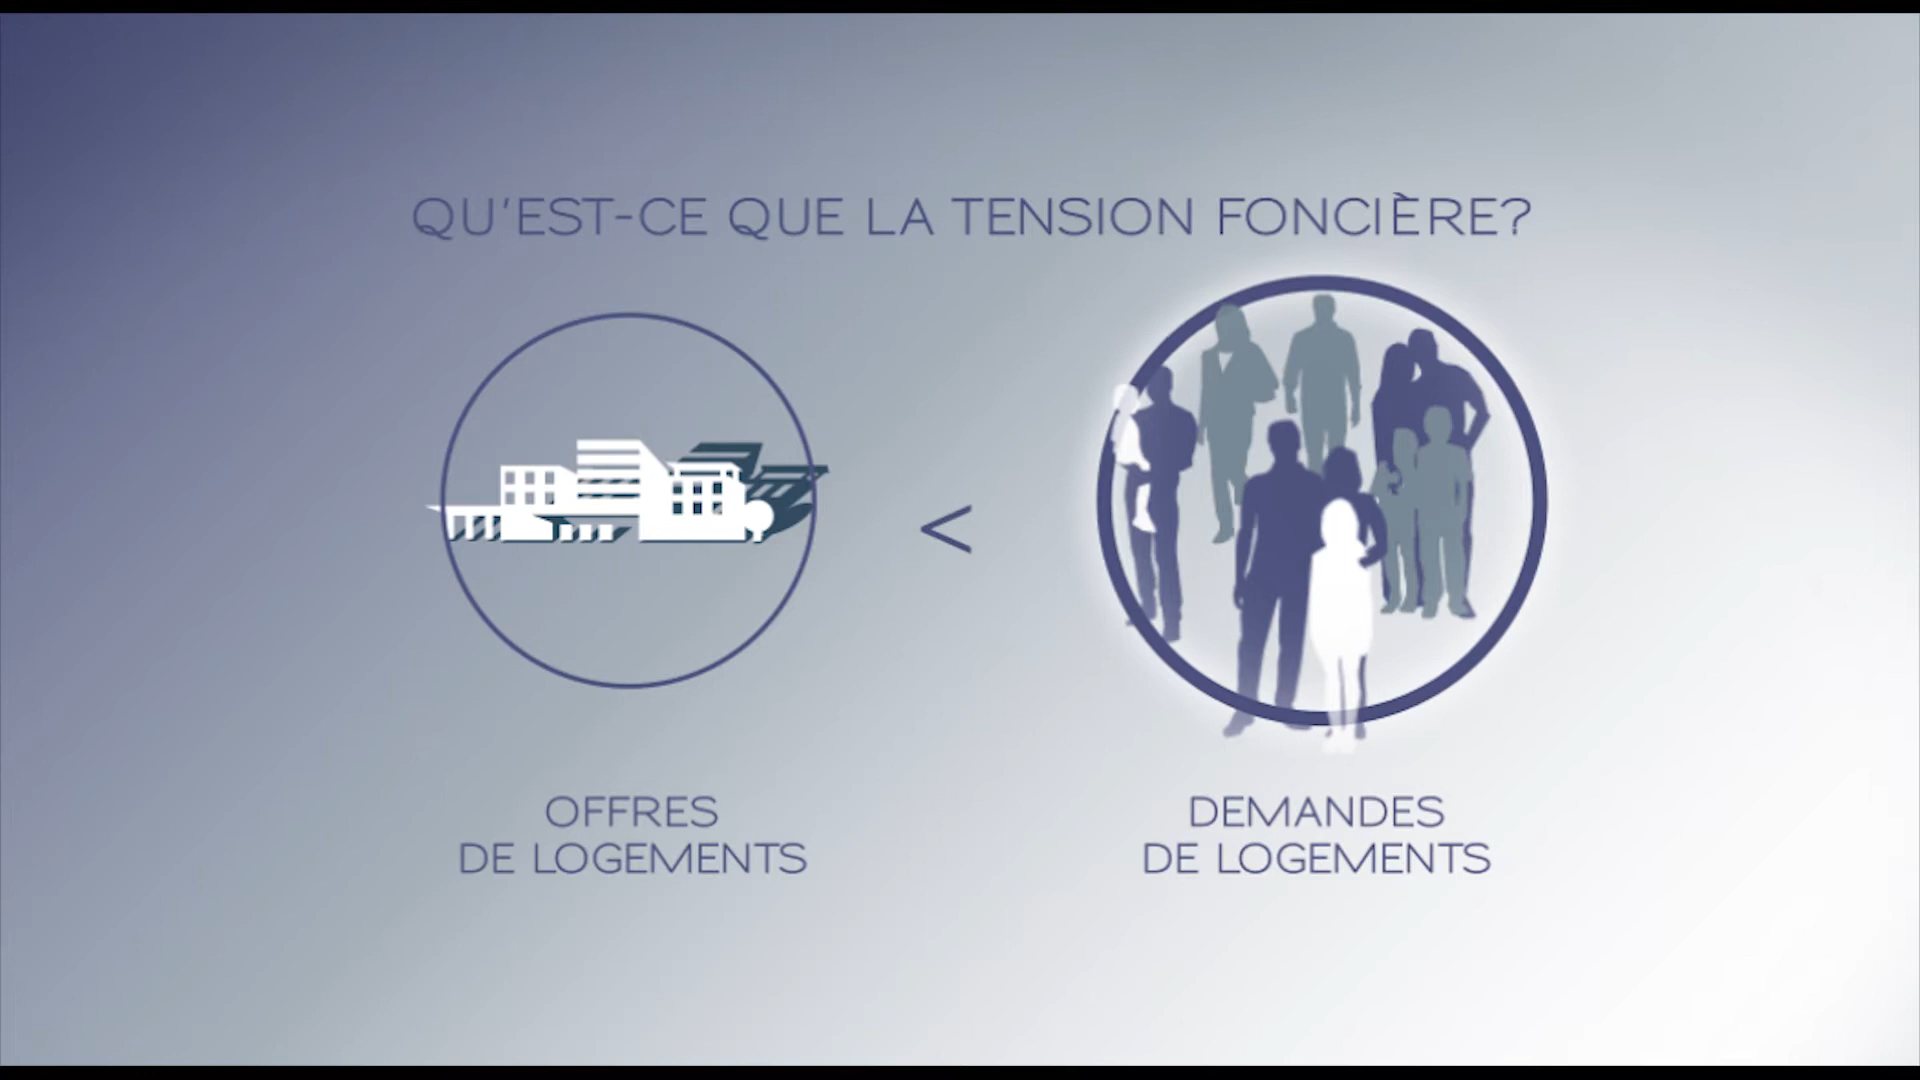 QU'EST-CE QUE LA TENSION FONCIÈRE?
<
OFFRES
DE LOGEMENTS
DEMANDES
DE LOGEMENTS